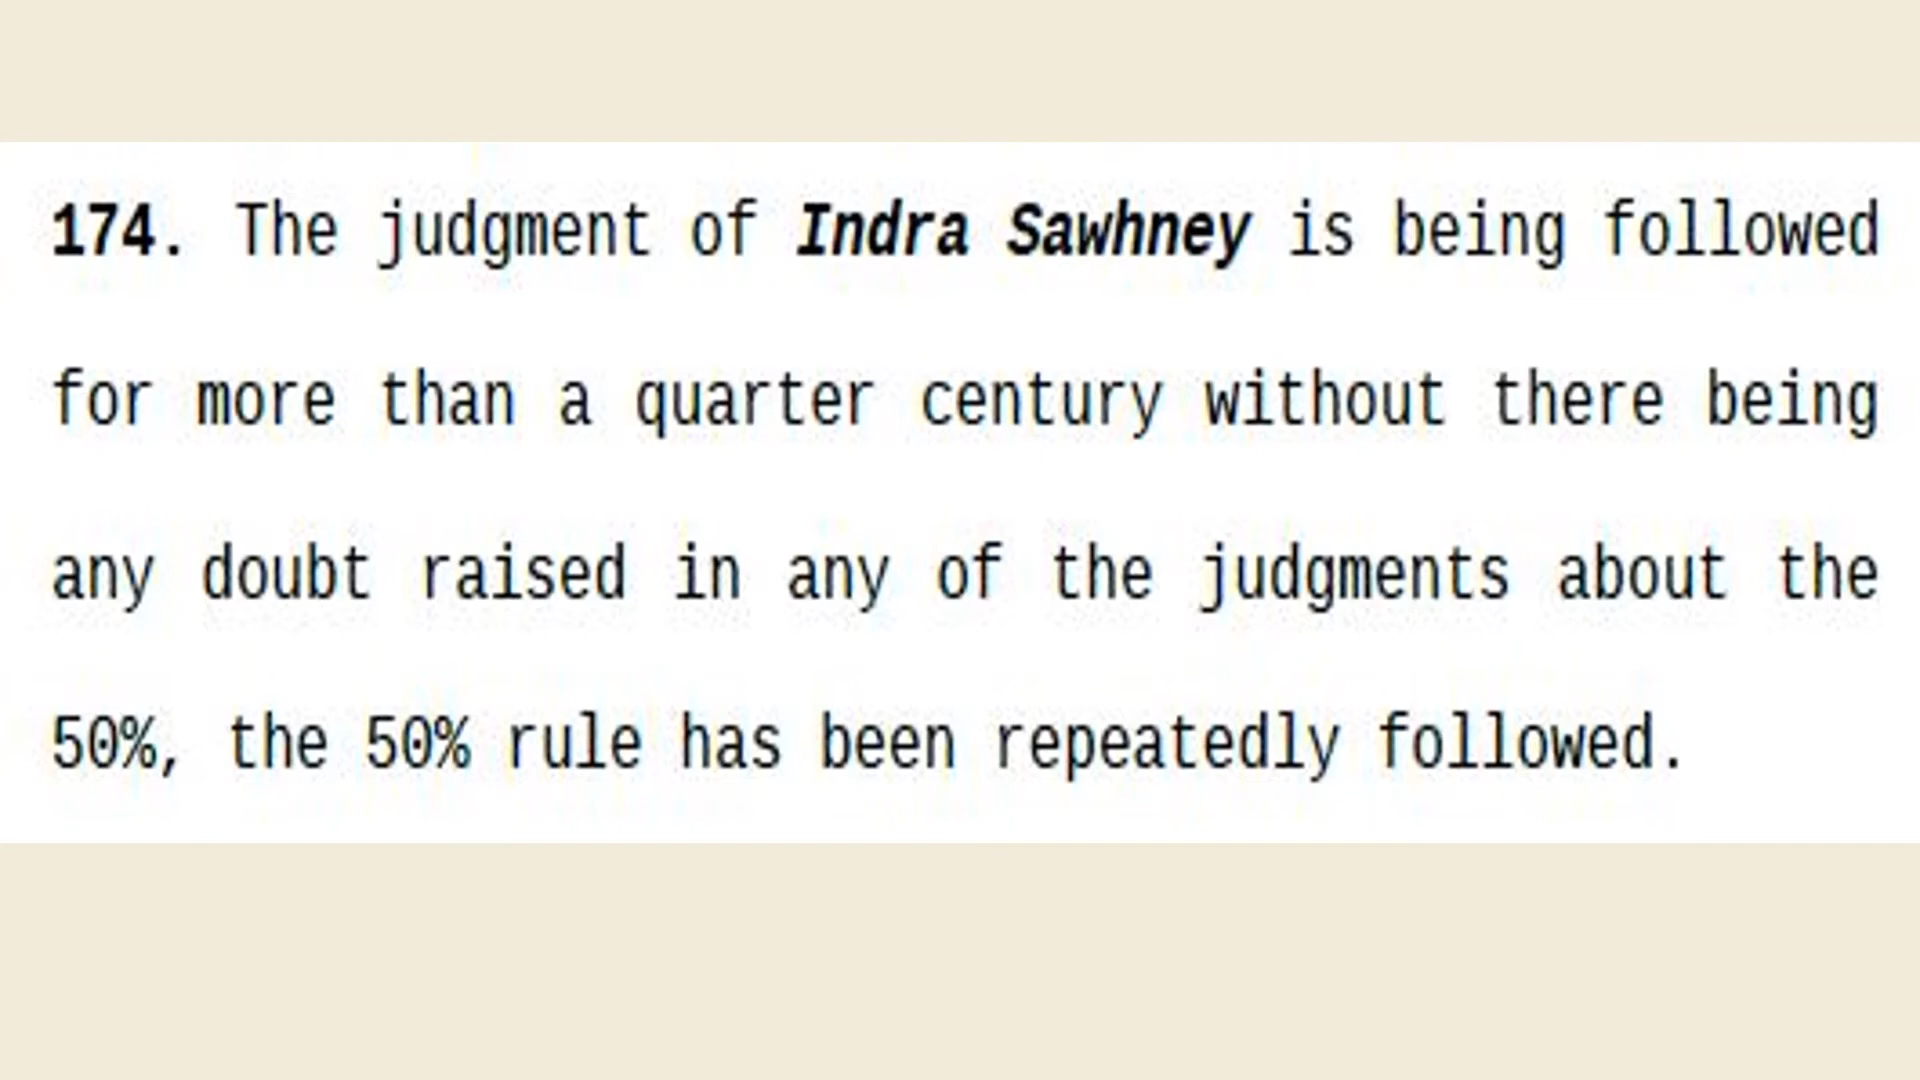 174. The judgment of Indra Sawhney is being followed
for more than a quarter century without there being
any doubt raised in any of the judgments about the
50%, the 50% rule has been repeatedly followed.